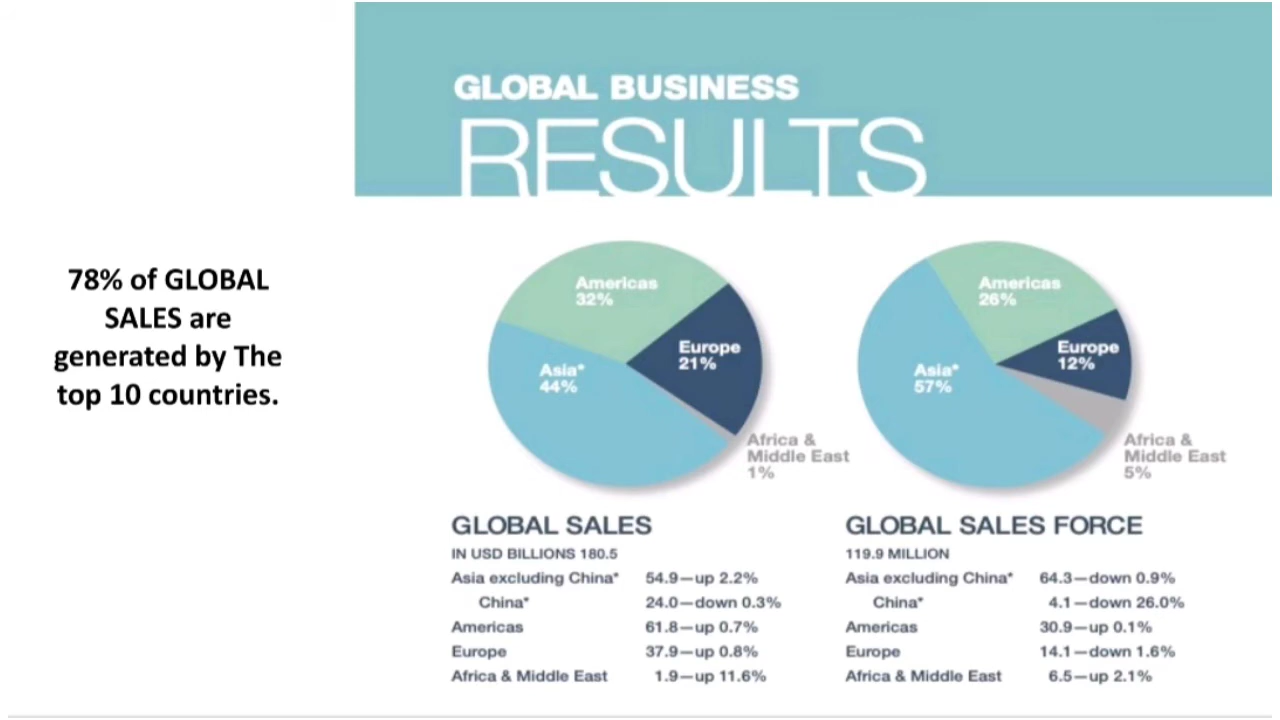 GLOBAL BUSINESS
RESULTS
78% of GLOBAL
SALES are
generated by The
top 10 countries.
Americas
32%
Europe
21%
Asia*
44%
Africa &
Middle East
1%
Americas
26%
Europe
12%
Asia*
57%
Africa &
Middle East
5%
GLOBAL SALES
IN USD BILLIONS 180.5
Asia excluding China* 54.9—up 2.2%
China* 24.0—down 0.3%
Americas 61.8—up 0.7%
Europe 37.9—up 0.8%
Africa & Middle East 1.9—up 11.6%
GLOBAL SALES FORCE
119.9 MILLION
Asia excluding China* 64.3—down 0.9%
China* 4.1—down 26.0%
Americas 30.9—up 0.1%
Europe 14.1—down 1.6%
Africa & Middle East 6.5—up 2.1%